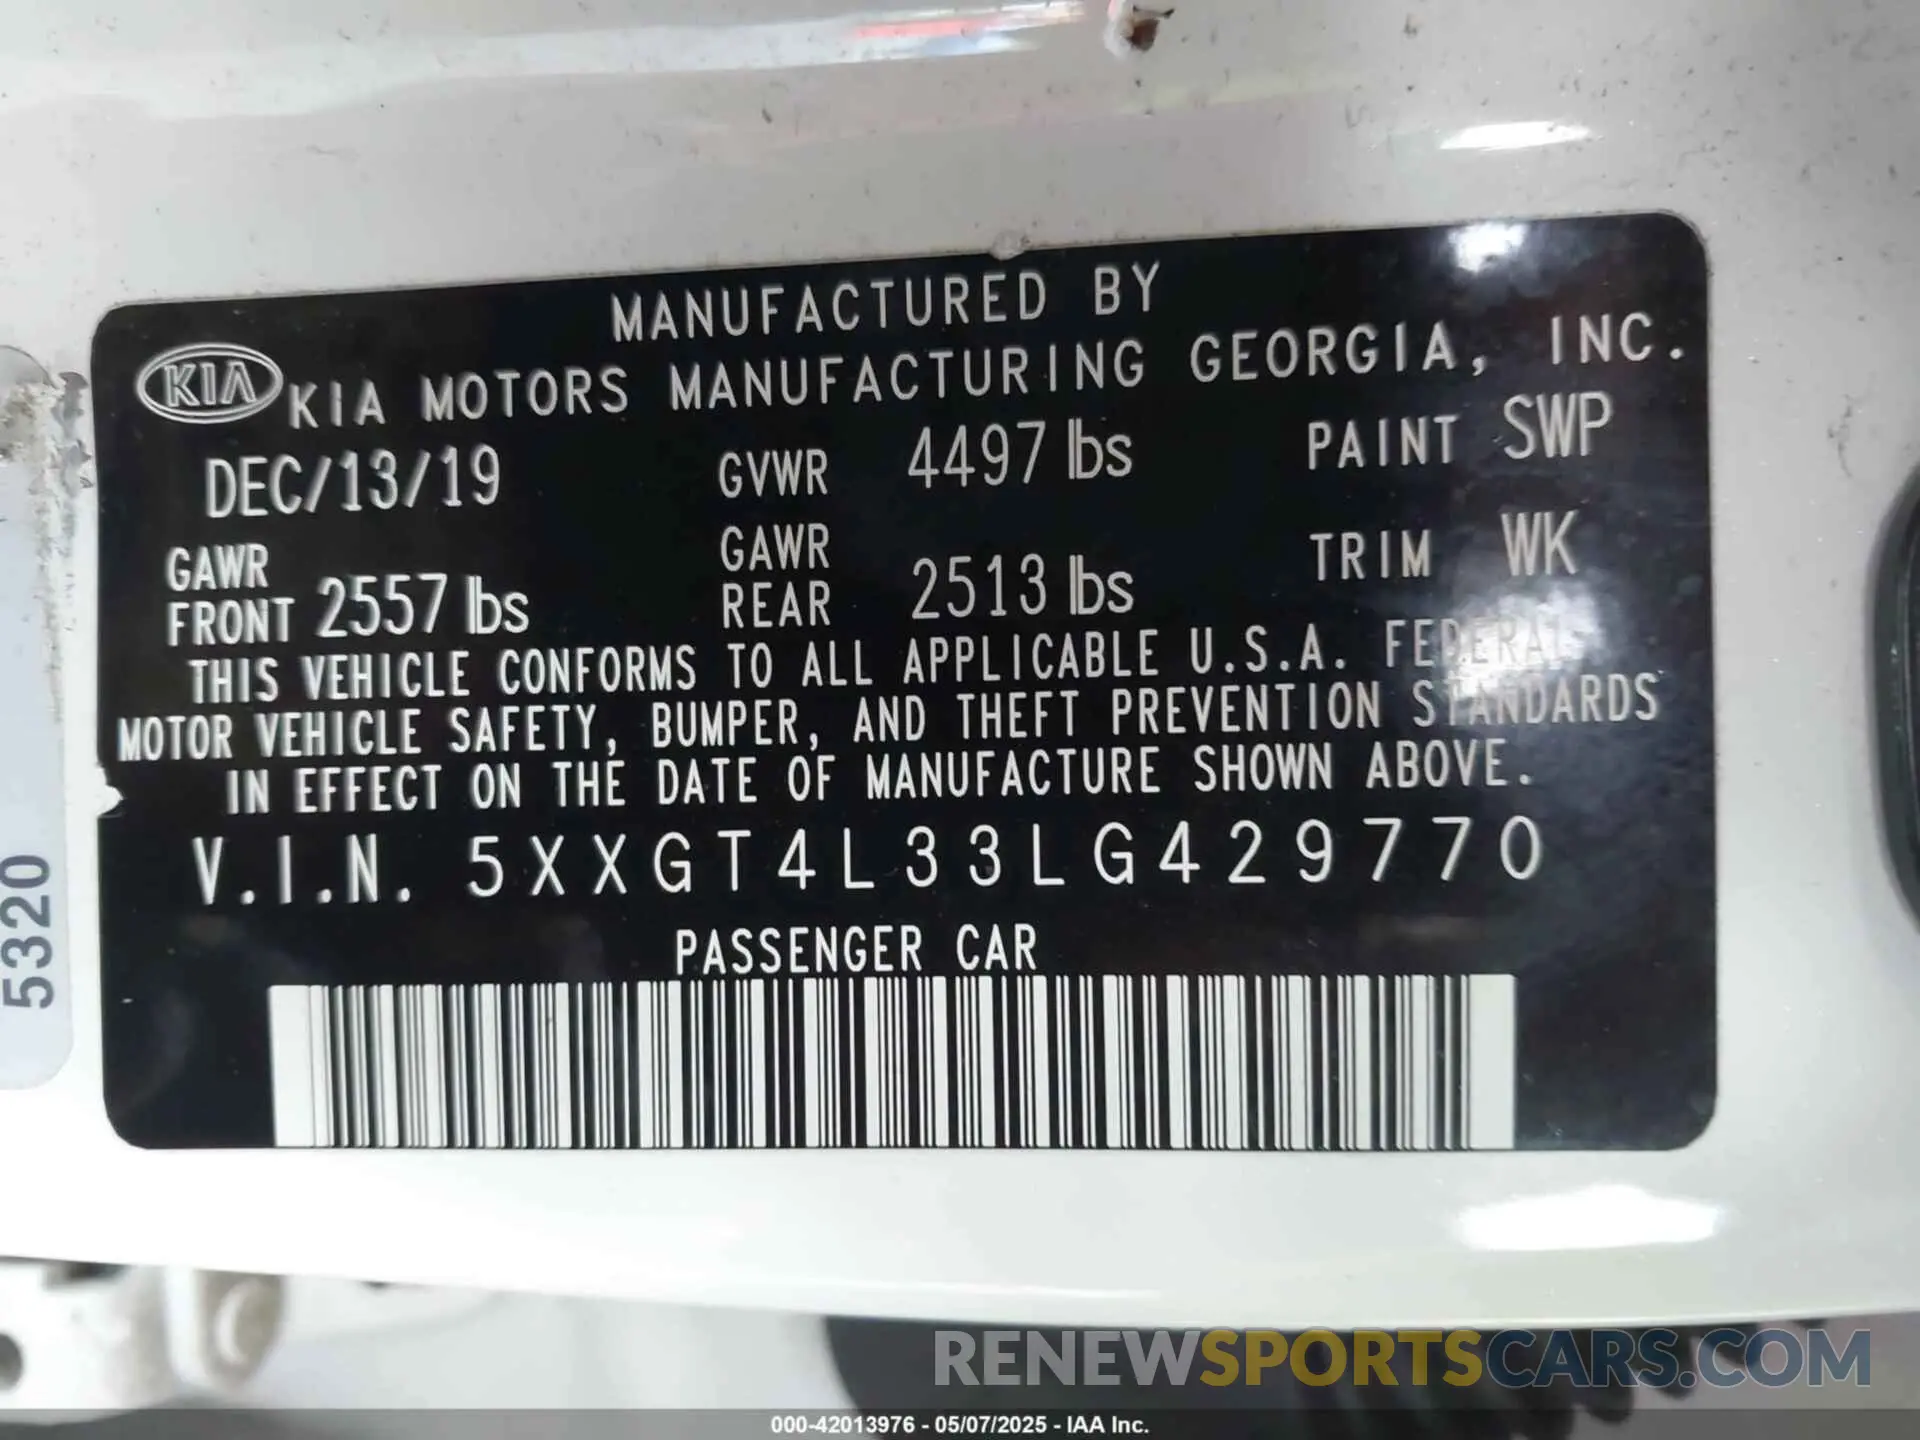 MANUFACTURED BY
KIA KIA MOTORS MANUFACTURING GEORGIA, INC.
DEC/13/19 GVWR 4497 lbs PAINT SWP
GAWR FRONT 2557 lbs GAWR REAR 2513 lbs TRIM WK
THIS VEHICLE CONFORMS TO ALL APPLICABLE U.S.A. FEDERAL
MOTOR VEHICLE SAFETY, BUMPER, AND THEFT PREVENTION STANDARDS
IN EFFECT ON THE DATE OF MANUFACTURE SHOWN ABOVE.
V.I.N. 5XXGT4L33LG429770
PASSENGER CAR
5320
RENEWSPORTSCARS.COM
000-42013976 - 05/07/2025 - IAA Inc.